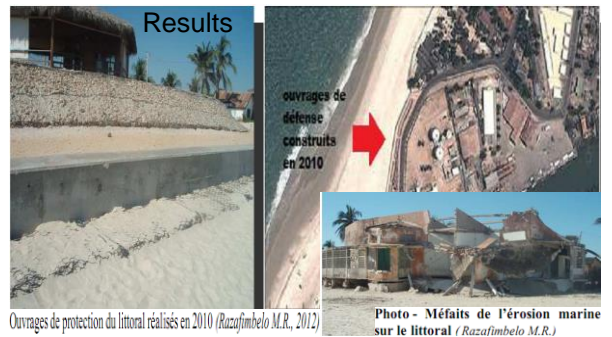 Results
ouvrages de
défense
construits
en 2010
Ouvrages de protection du littoral réalisés en 2010 (Razafimbelo M.R., 2012)
Photo - Méfaits de l'érosion marine
sur le littoral ( Razafimbelo M.R.)